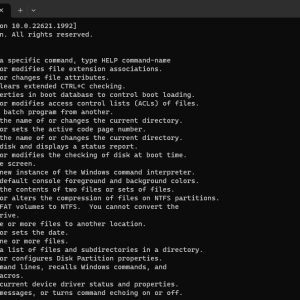 on 10.0.22621.1992]
n. All rights reserved.
a specific command, type HELP command-name
or modifies file extension associations.
or changes file attributes.
lears extended CTRL+C checking.
erties in boot database to control boot loading.
or modifies access control lists (ACLs) of files.
batch program from another.
the name of or changes the current directory.
or sets the active code page number.
the name of or changes the current directory.
disk and displays a status report.
or modifies the checking of disk at boot time.
e screen.
new instance of the Windows command interpreter.
default console foreground and background colors.
the contents of two files or sets of files.
or alters the compression of files on NTFS partitions.
FAT volumes to NTFS. You cannot convert the
rive.
e or more files to another location.
or sets the date.
ne or more files.
a list of files and subdirectories in a directory.
or configures Disk Partition properties.
mand lines, recalls Windows commands, and
acros.
current device driver status and properties.
messages, or turns command echoing on or off.